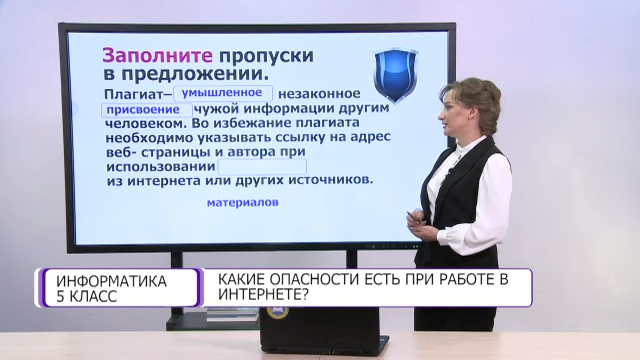 Заполните пропуски
в предложении.
Плагиат– умышленное незаконное
присвоение чужой информации другим
человеком. Во избежание плагиата
необходимо указывать ссылку на адрес
веб- страницы и автора при
использовании
из интернета или других источников.
материалов
ИНФОРМАТИКА
5 КЛАСС
КАКИЕ ОПАСНОСТИ ЕСТЬ ПРИ РАБОТЕ В
ИНТЕРНЕТЕ?